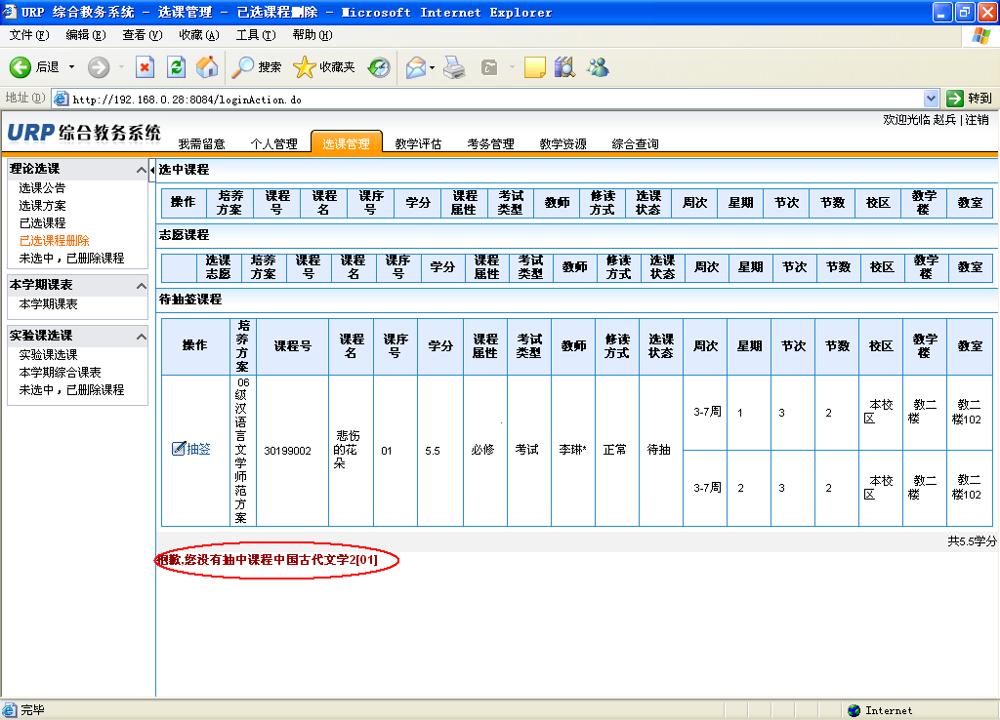 URP 综合教务系统 - 选课管理 - 已选课程删除 - Microsoft Internet Explorer
文件(F) 编辑(E) 查看(V) 收藏(A) 工具(T) 帮助(H)
后退 搜索 收藏夹
地址(D) http://192.168.0.28:8084/loginAction.do 转到
欢迎光临 赵兵 | 注销
URP 综合教务系统
我需留意 个人管理 选课管理 教学评估 考务管理 教学资源 综合查询
理论选课
选课公告
选课方案
已选课程
已选课程删除
未选中，已删除课程
本学期课表
本学期课表
实验课选课
实验课选课
本学期综合课表
未选中，已删除课程
选中课程
操作 培养方案 课程号 课程名 课序号 学分 课程属性 考试类型 教师 修读方式 选课状态 周次 星期 节次 节数 校区 教学楼 教室
志愿课程
选课志愿 培养方案 课程号 课程名 课序号 学分 课程属性 考试类型 教师 修读方式 选课状态 周次 星期 节次 节数 校区 教学楼 教室
待抽签课程
操作 培养方案 课程号 课程名 课序号 学分 课程属性 考试类型 教师 修读方式 选课状态 周次 星期 节次 节数 校区 教学楼 教室
抽签 06级汉语言文学师范方案 30199002 悲伤的花朵 01 5.5 必修 考试 李琳* 正常 待抽 3-7周 1 3 2 本校区 教二楼 教二楼102
3-7周 2 3 2 本校区 教二楼 教二楼102
共5.5学分
抱歉,您没有抽中课程中国古代文学2[01]
完毕 Internet